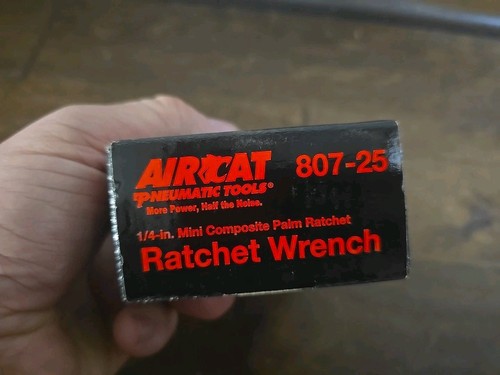 AIRCAT
PNEUMATIC TOOLS®
807-25
More Power, Half the Noise.
1/4-in. Mini Composite Palm Ratchet
Ratchet Wrench